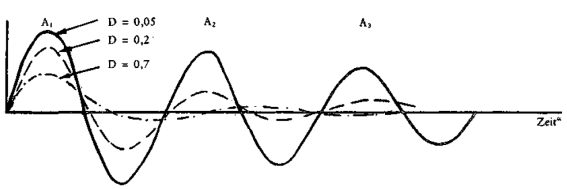 A₁
D = 0,05
D = 0,2
D = 0,7
A₂
A₃
Zeit"